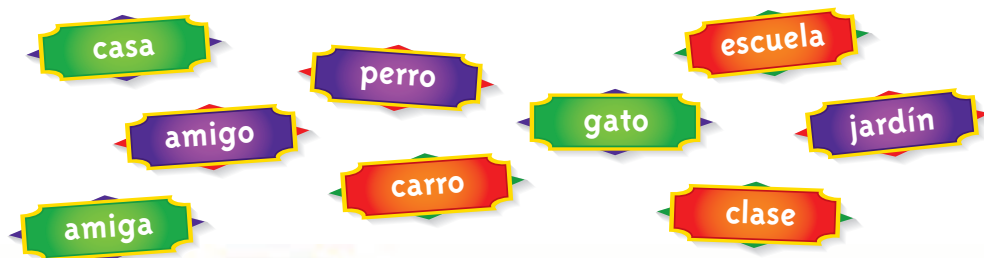 casa
perro
escuela
amigo
gato
jardín
carro
amiga
clase